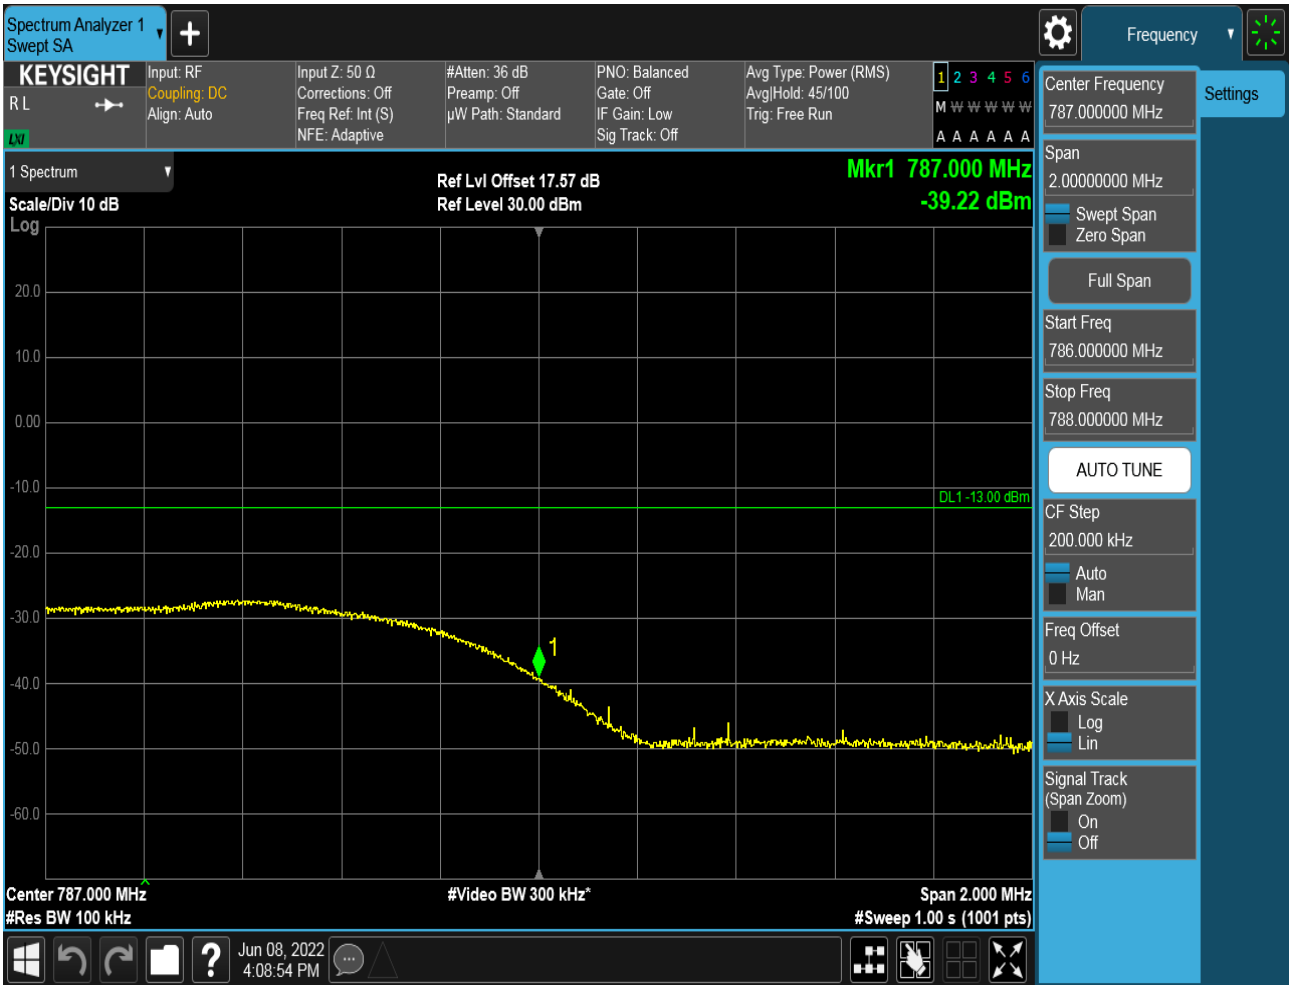 Spectrum Analyzer 1
Swept SA
Frequency
KEYSIGHT
R L
LXI
Input: RF
Coupling: DC
Align: Auto
Input Z: 50 Ω
Corrections: Off
Freq Ref: Int (S)
NFE: Adaptive
#Atten: 36 dB
Preamp: Off
µW Path: Standard
PNO: Balanced
Gate: Off
IF Gain: Low
Sig Track: Off
Avg Type: Power (RMS)
Avg|Hold: 45/100
Trig: Free Run
1 2 3 4 5 6
M W W W W W
A A A A A A
1 Spectrum
Scale/Div 10 dB
Log
Ref Lvl Offset 17.57 dB
Ref Level 30.00 dBm
Mkr1 787.000 MHz
-39.22 dBm
20.0
10.0
0.00
-10.0
DL1 -13.00 dBm
-20.0
-30.0
1
-40.0
-50.0
-60.0
Center 787.000 MHz
#Video BW 300 kHz*
Span 2.000 MHz
#Res BW 100 kHz
#Sweep 1.00 s (1001 pts)
Center Frequency
787.000000 MHz
Settings
Span
2.00000000 MHz
Swept Span
Zero Span
Full Span
Start Freq
786.000000 MHz
Stop Freq
788.000000 MHz
AUTO TUNE
CF Step
200.000 kHz
Auto
Man
Freq Offset
0 Hz
X Axis Scale
Log
Lin
Signal Track
(Span Zoom)
On
Off
?
Jun 08, 2022
4:08:54 PM